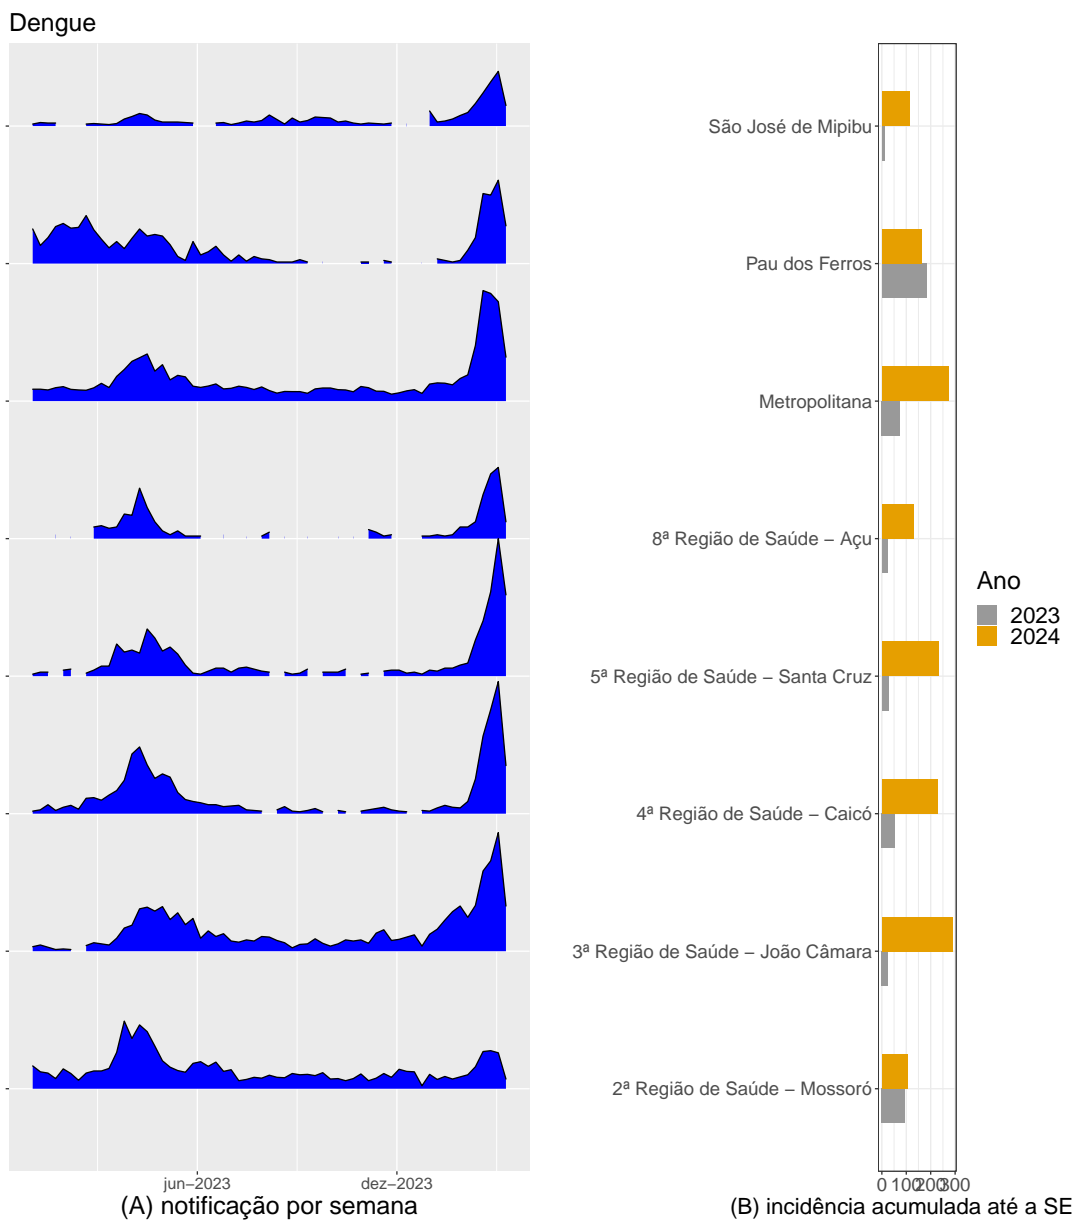 Dengue
São José de Mipibu
Pau dos Ferros
Metropolitana
8ª Região de Saúde – Açu
5ª Região de Saúde – Santa Cruz
4ª Região de Saúde – Caicó
3ª Região de Saúde – João Câmara
2ª Região de Saúde – Mossoró
Ano
2023
2024
jun–2023
dez–2023
0 100 200 300
(A) notificação por semana
(B) incidência acumulada até a SE